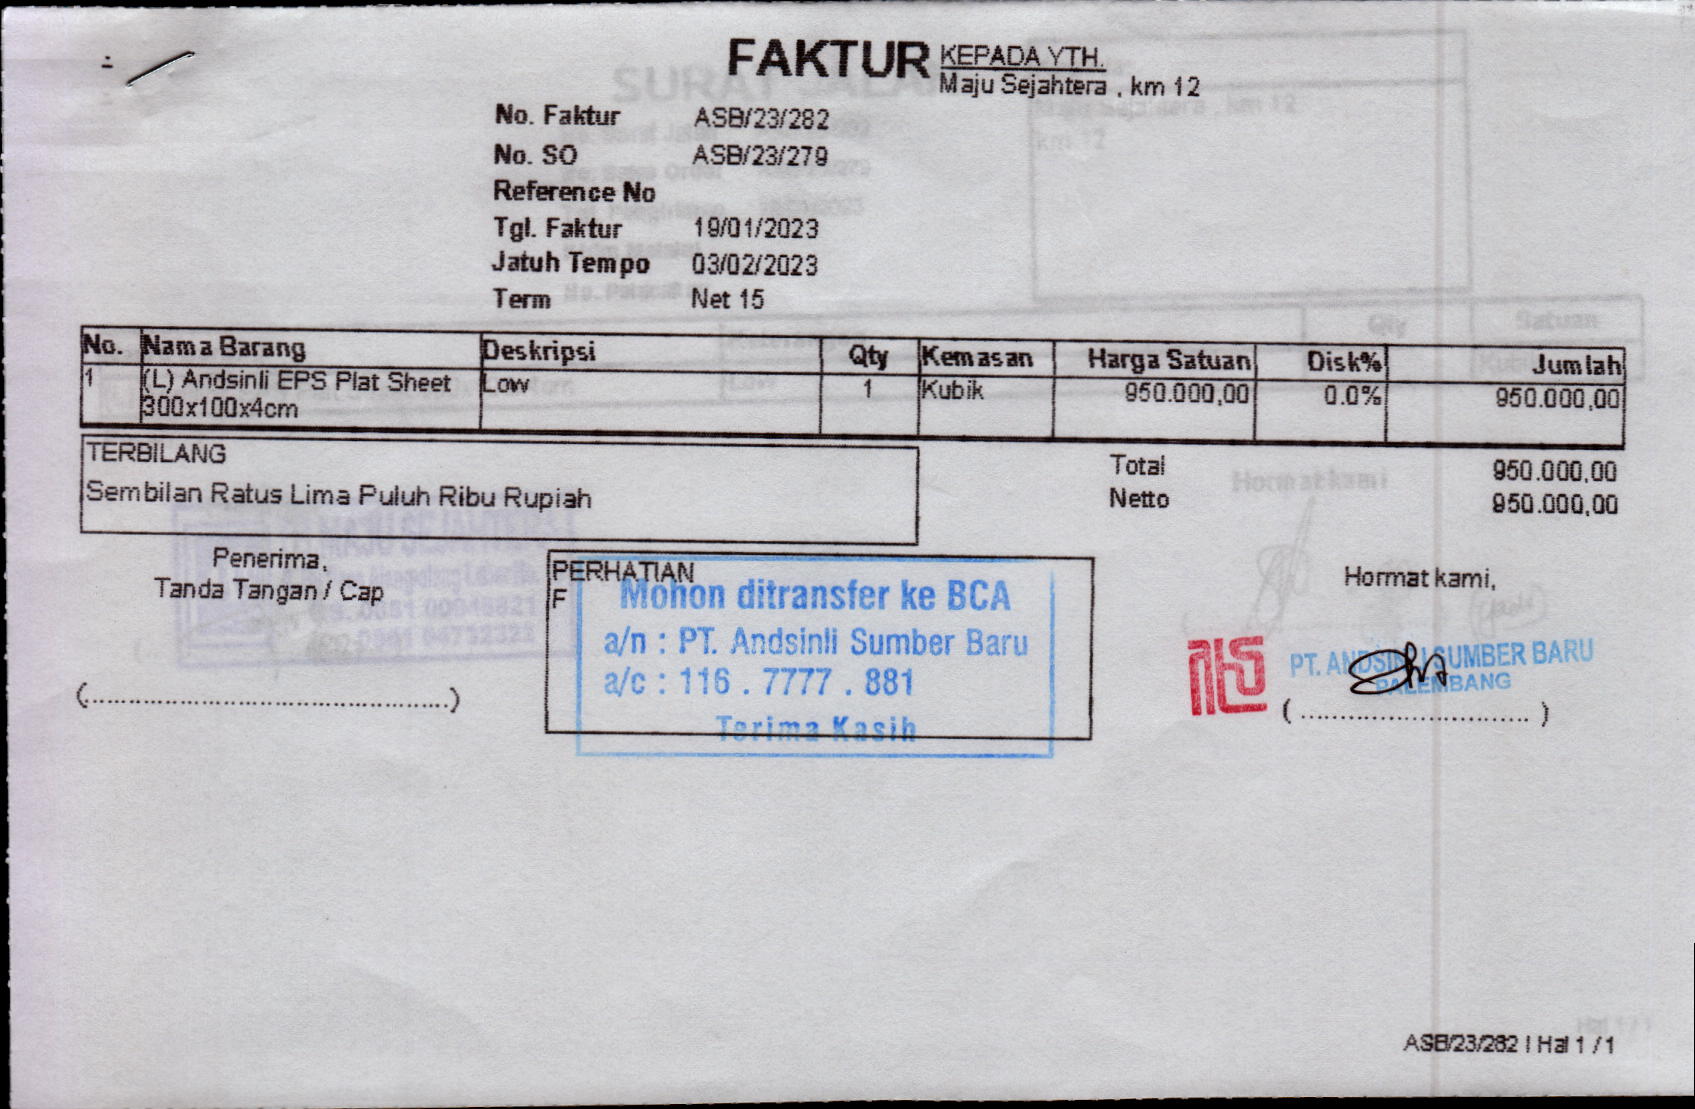 FAKTUR
KEPADA YTH.
Maju Sejahtera , km 12
No. Faktur ASB/23/282
No. SO ASB/23/279
Reference No
Tgl. Faktur 19/01/2023
Jatuh Tempo 03/02/2023
Term Net 15
No. Nama Barang Deskripsi Qty Kemasan Harga Satuan Disk% Jumlah
1 (L) Andsinli EPS Plat Sheet Low 1 Kubik 950.000,00 0.0% 950.000,00
300x100x4cm
TERBILANG
Sembilan Ratus Lima Puluh Ribu Rupiah
Total 950.000,00
Netto 950.000,00
Penerima,
Tanda Tangan / Cap
(................................................)
PERHATIAN
F
Mohon ditransfer ke BCA
a/n : PT. Andsinli Sumber Baru
a/c : 116 . 7777 . 881
Terima Kasih
Hormat kami,
PT. ANDSINLI SUMBER BARU
PALEMBANG
( ............................ )
ASB/23/282 | Hal 1 / 1